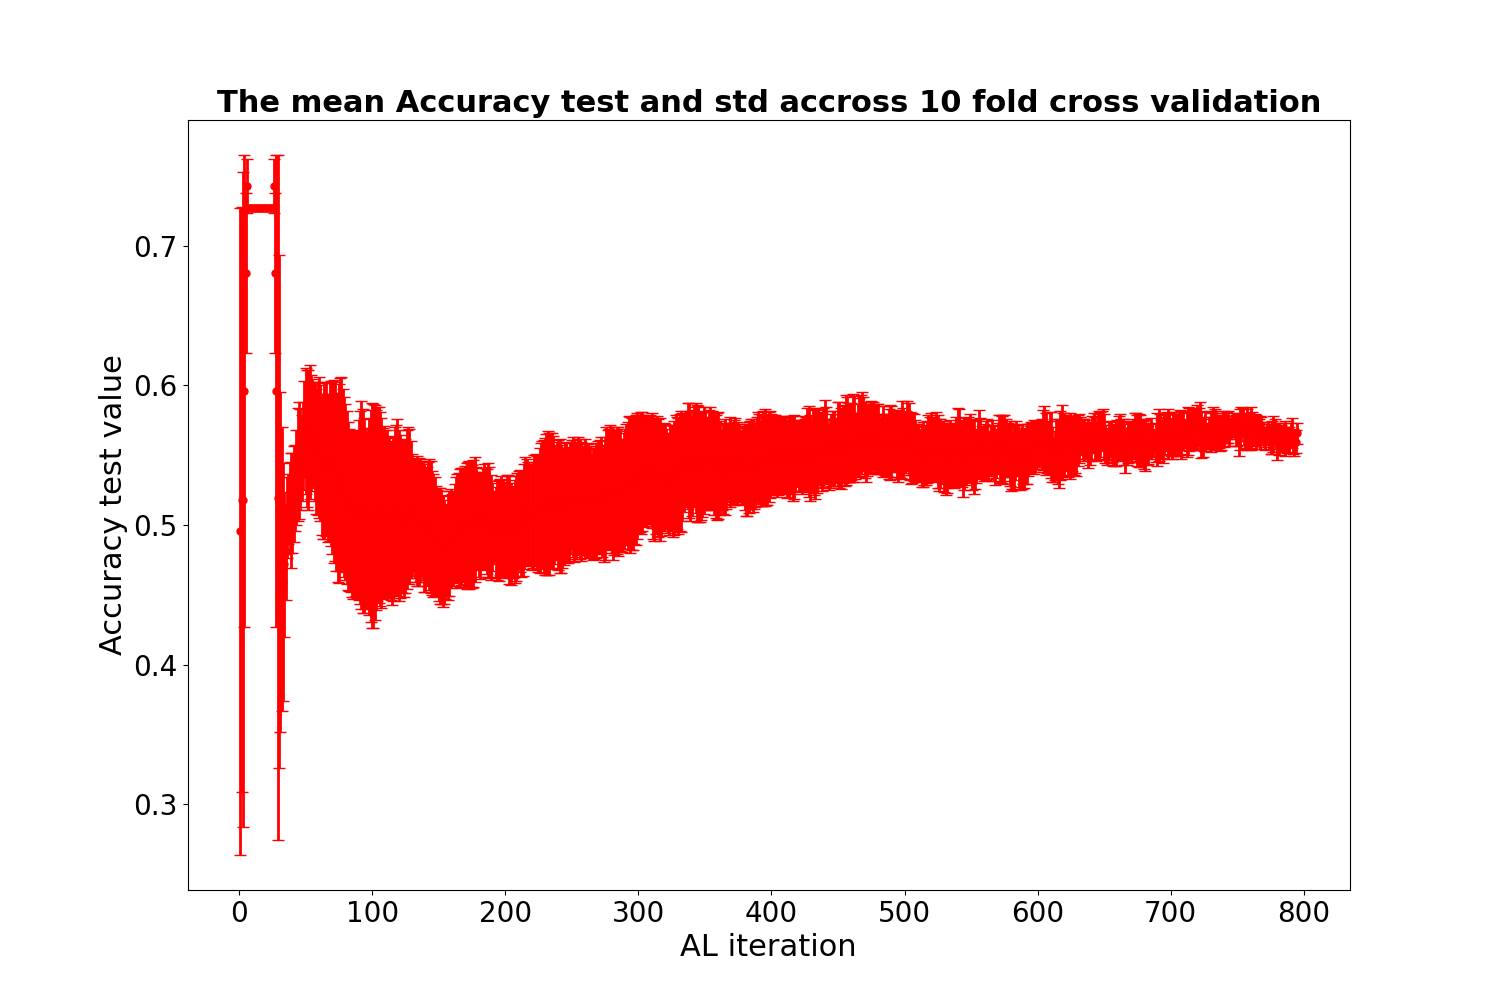 The mean Accuracy test and std accross 10 fold cross validation
Accuracy test value
0.7
0.6
0.5
0.4
0.3
0 100 200 300 400 500 600 700 800
AL iteration